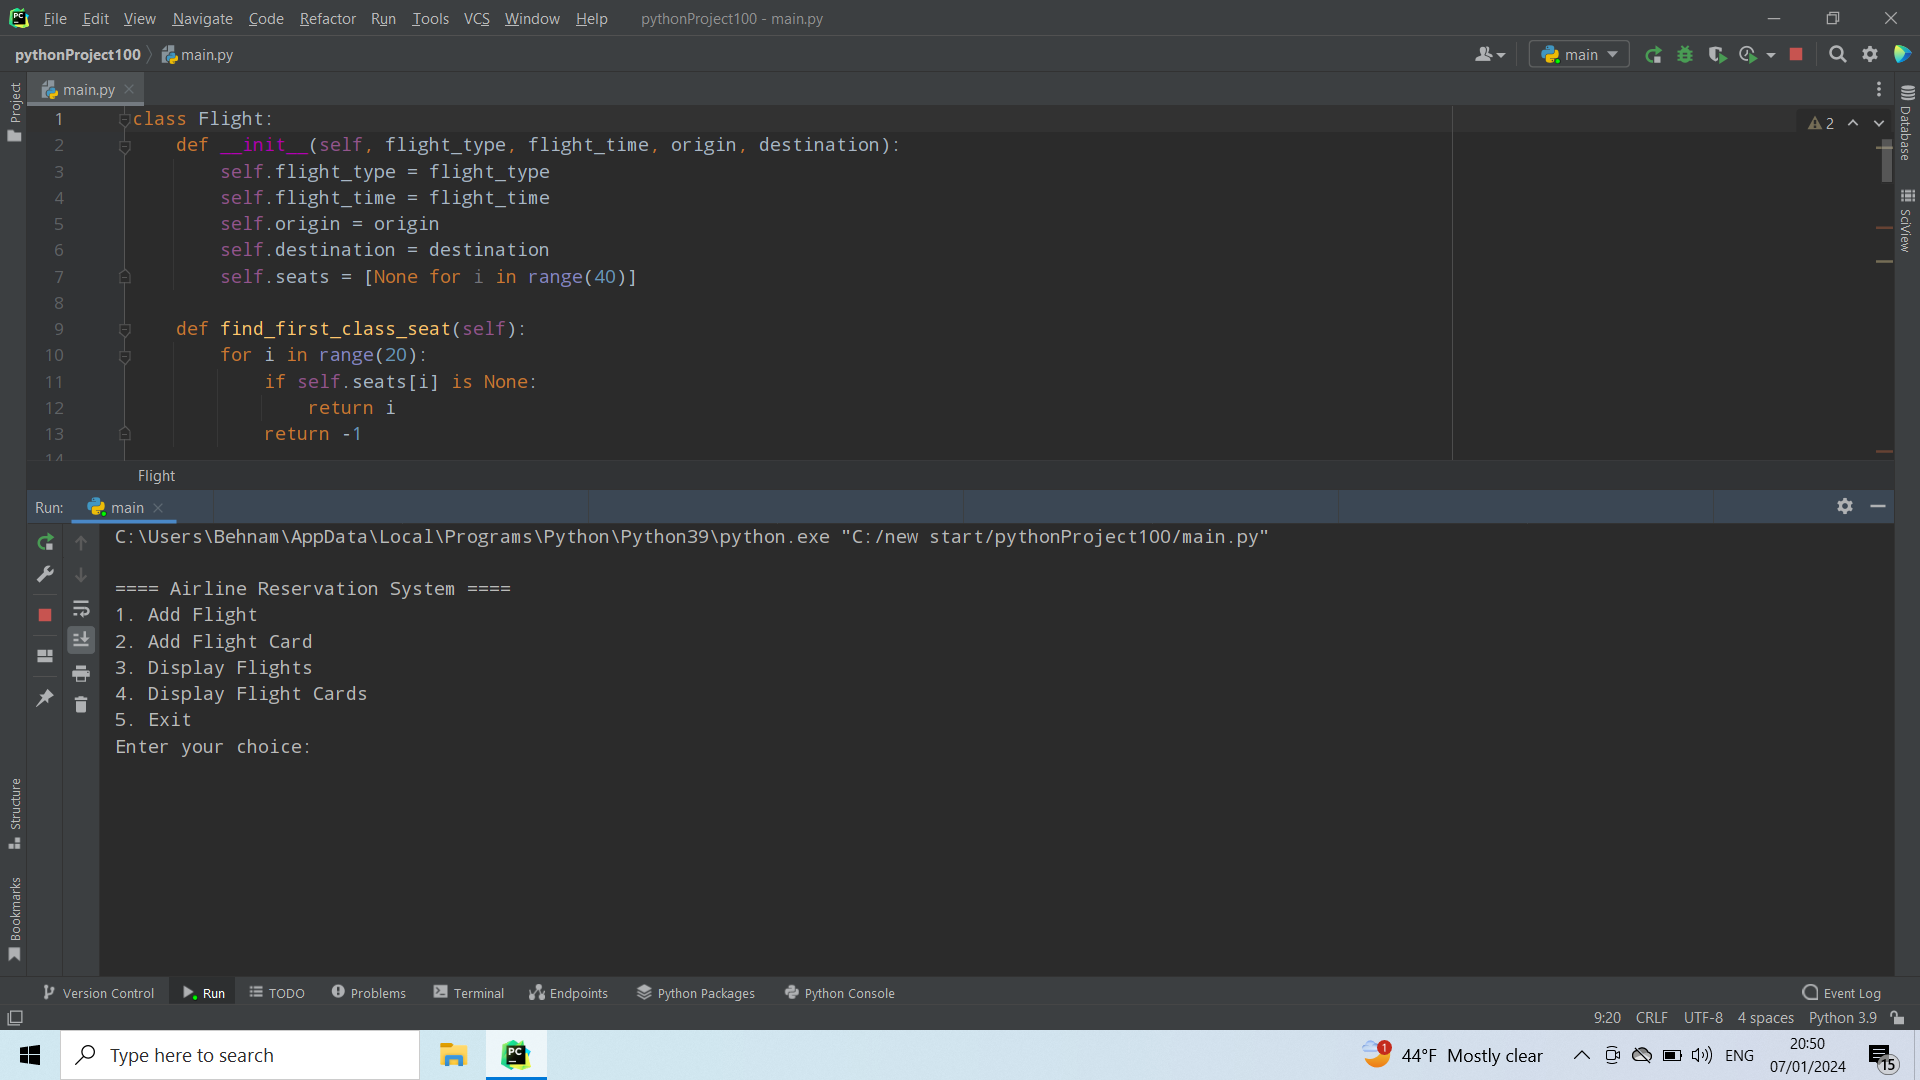 File Edit View Navigate Code Refactor Run Tools VCS Window Help pythonProject100 - main.py
pythonProject100 main.py main
main.py
Project
1 class Flight:
2 def __init__(self, flight_type, flight_time, origin, destination):
3 self.flight_type = flight_type
4 self.flight_time = flight_time
5 self.origin = origin
6 self.destination = destination
7 self.seats = [None for i in range(40)]
8
9 def find_first_class_seat(self):
10 for i in range(20):
11 if self.seats[i] is None:
12 return i
13 return -1
14
2
Database
SciView
Flight
Run: main
C:\Users\Behnam\AppData\Local\Programs\Python\Python39\python.exe "C:/new start/pythonProject100/main.py"
==== Airline Reservation System ====
1. Add Flight
2. Add Flight Card
3. Display Flights
4. Display Flight Cards
5. Exit
Enter your choice:
Structure
Bookmarks
Version Control Run TODO Problems Terminal Endpoints Python Packages Python Console Event Log
9:20 CRLF UTF-8 4 spaces Python 3.9
Type here to search
PC
1
44°F Mostly clear
ENG
20:50
07/01/2024
15